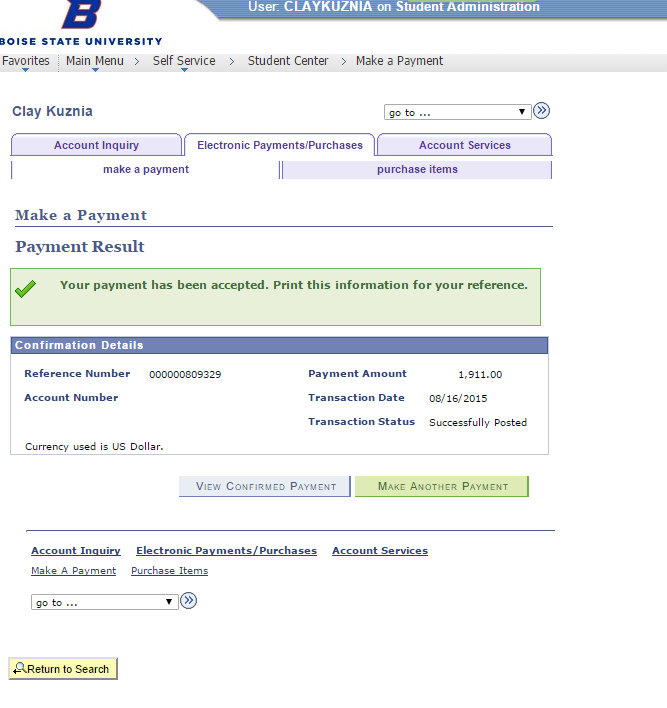 User: CLAYKUZNIA on Student Administration
B
BOISE STATE UNIVERSITY
Favorites Main Menu > Self Service > Student Center > Make a Payment
Clay Kuznia
go to ...
Account Inquiry Electronic Payments/Purchases Account Services
make a payment purchase items
Make a Payment
Payment Result
Your payment has been accepted. Print this information for your reference.
Confirmation Details
Reference Number 000000809329 Payment Amount 1,911.00
Account Number Transaction Date 08/16/2015
Transaction Status Successfully Posted
Currency used is US Dollar.
VIEW CONFIRMED PAYMENT MAKE ANOTHER PAYMENT
Account Inquiry Electronic Payments/Purchases Account Services
Make A Payment Purchase Items
go to ...
Return to Search